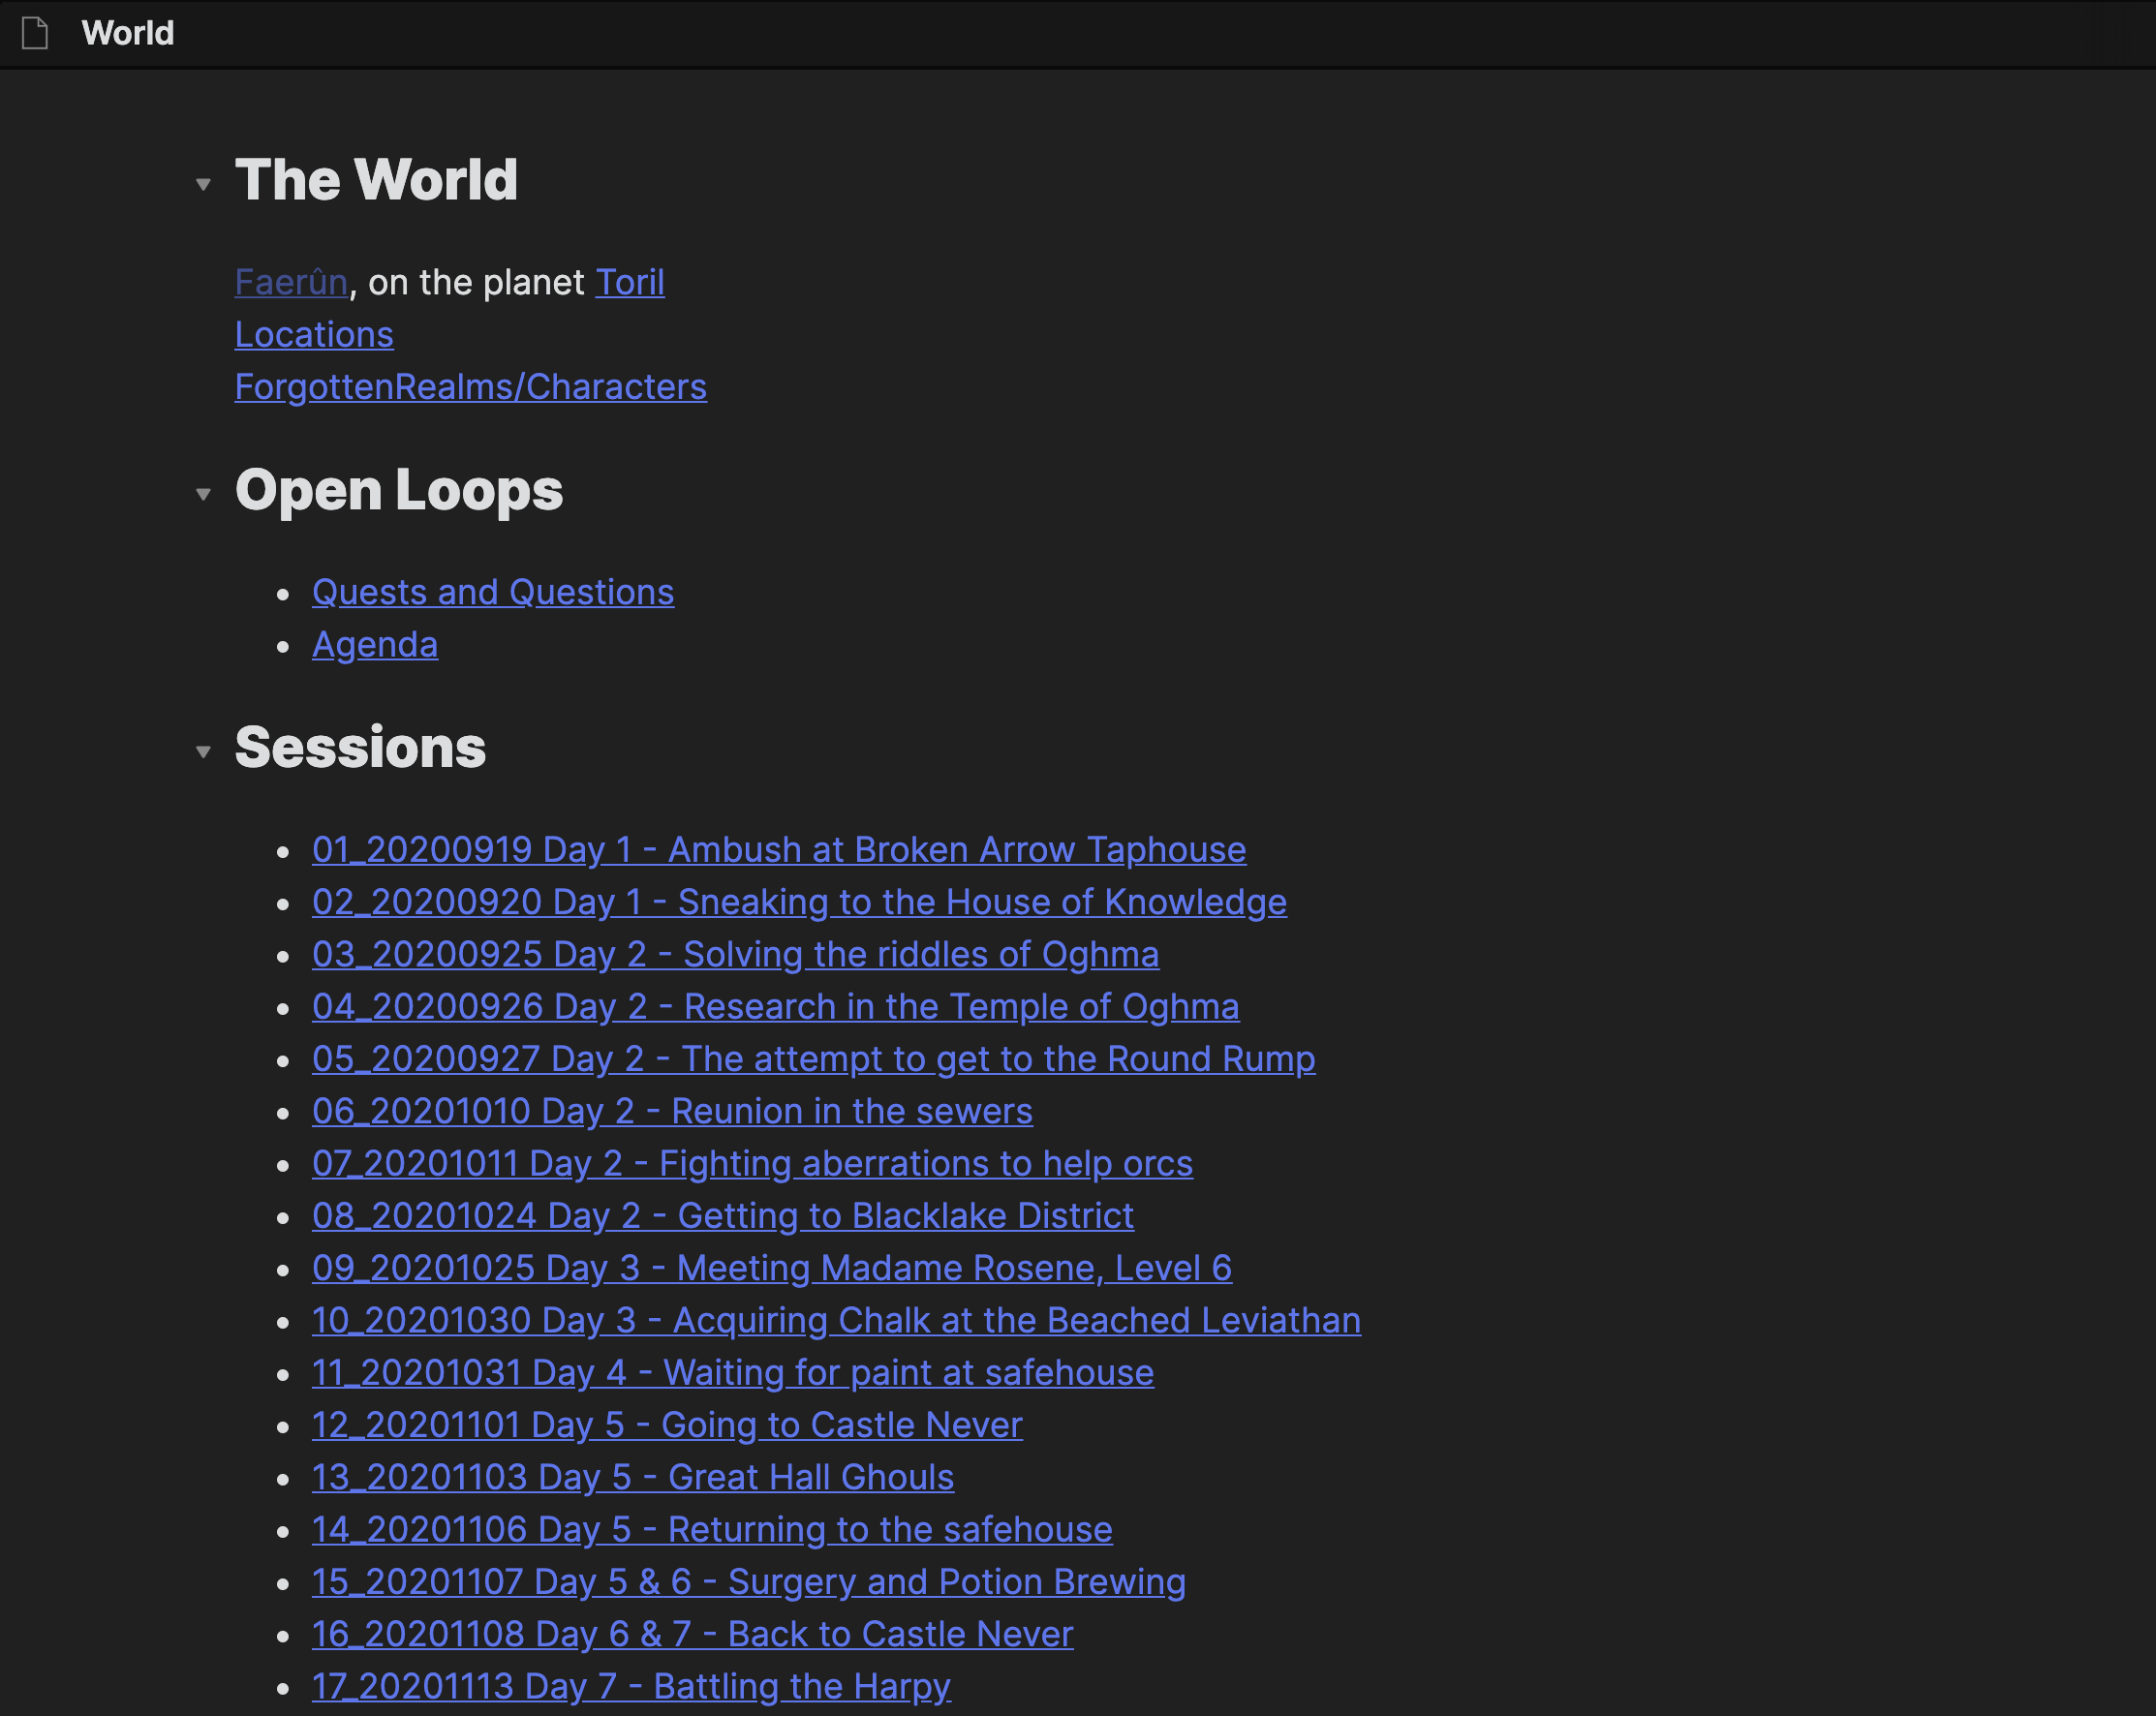 World
The World
Faerûn, on the planet Toril
Locations
ForgottenRealms/Characters
Open Loops
Quests and Questions
Agenda
Sessions
01_20200919 Day 1 - Ambush at Broken Arrow Taphouse
02_20200920 Day 1 - Sneaking to the House of Knowledge
03_20200925 Day 2 - Solving the riddles of Oghma
04_20200926 Day 2 - Research in the Temple of Oghma
05_20200927 Day 2 - The attempt to get to the Round Rump
06_20201010 Day 2 - Reunion in the sewers
07_20201011 Day 2 - Fighting aberrations to help orcs
08_20201024 Day 2 - Getting to Blacklake District
09_20201025 Day 3 - Meeting Madame Rosene, Level 6
10_20201030 Day 3 - Acquiring Chalk at the Beached Leviathan
11_20201031 Day 4 - Waiting for paint at safehouse
12_20201101 Day 5 - Going to Castle Never
13_20201103 Day 5 - Great Hall Ghouls
14_20201106 Day 5 - Returning to the safehouse
15_20201107 Day 5 & 6 - Surgery and Potion Brewing
16_20201108 Day 6 & 7 - Back to Castle Never
17_20201113 Day 7 - Battling the Harpy